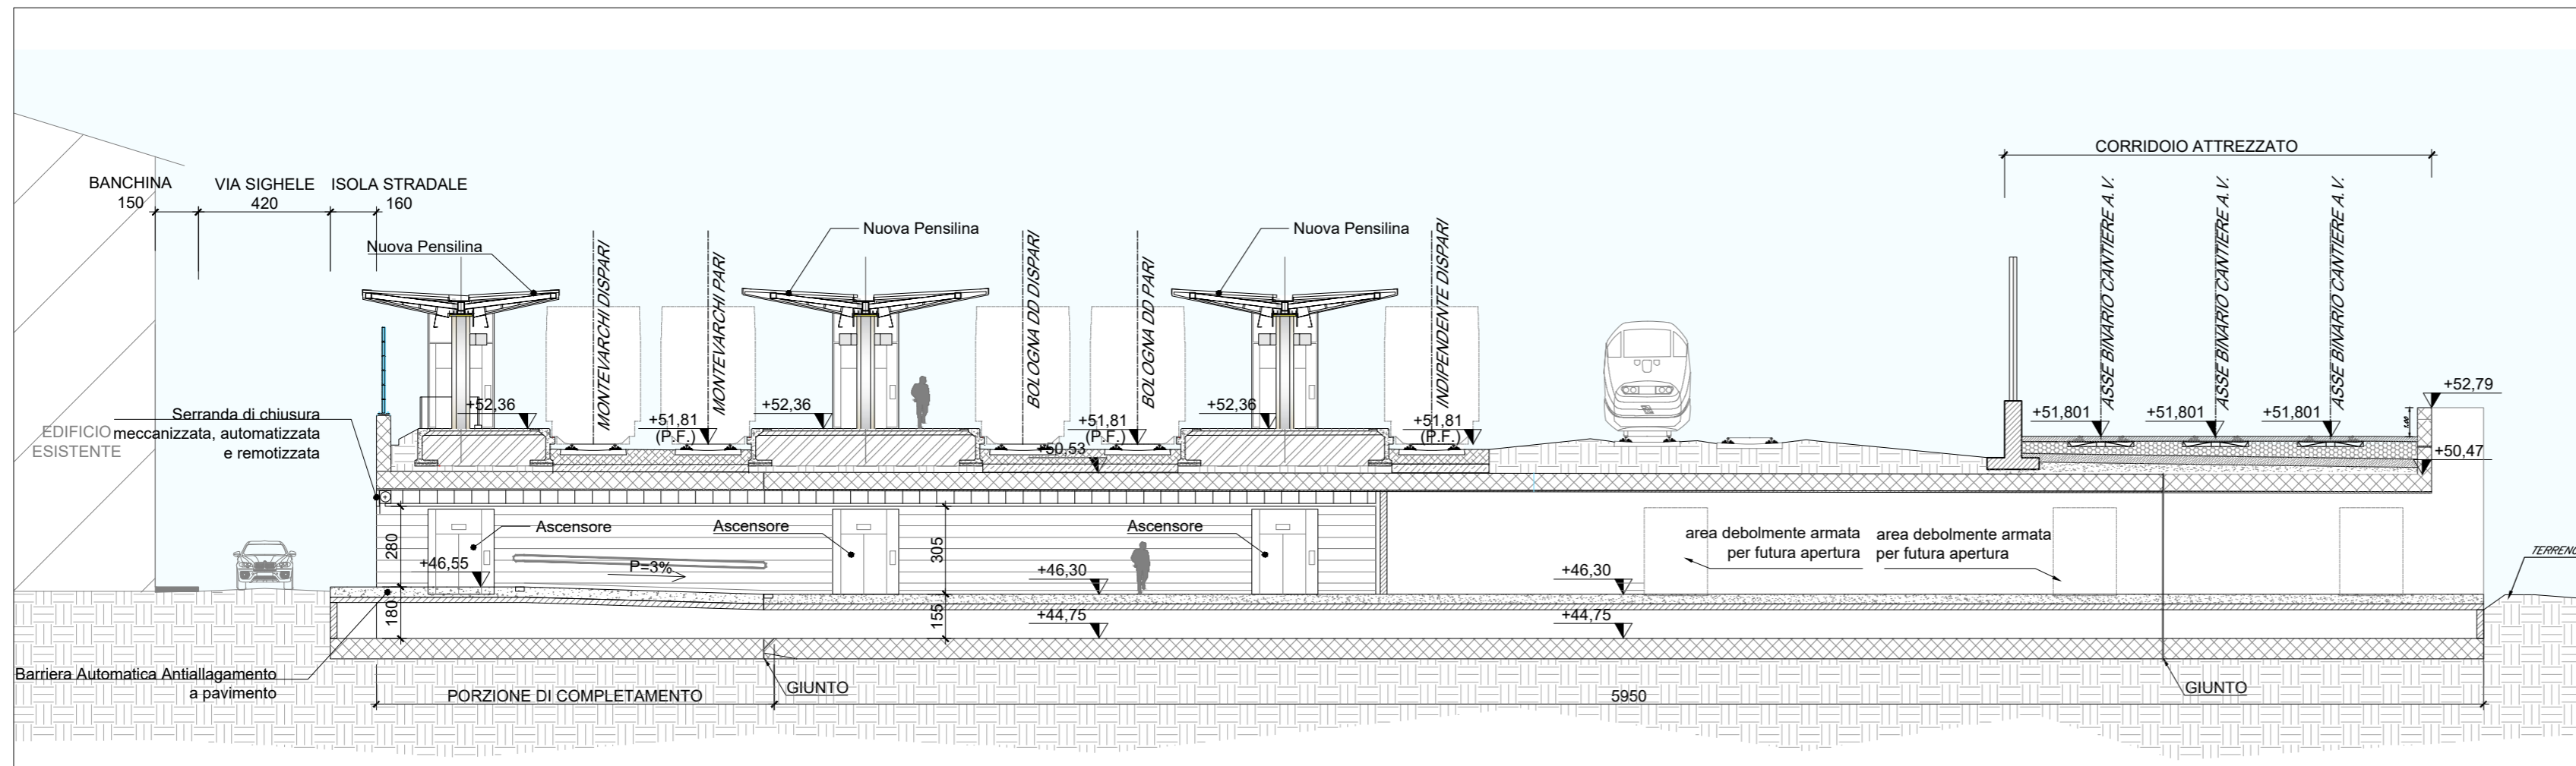 CORRIDOIO ATTREZZATO
BANCHINA
150
VIA SIGHELE
420
ISOLA STRADALE
160
Nuova Pensilina
Nuova Pensilina
Nuova Pensilina
MONTEVARCHI DISPARI
MONTEVARCHI PARI
BOLOGNA DD DISPARI
BOLOGNA DD PARI
INDIPENDENTE DISPARI
ASSE BINARIO CANTIERE A.V.
ASSE BINARIO CANTIERE A.V.
ASSE BINARIO CANTIERE A.V.
+52,79
+52,36
+51,81
(P.F.)
+52,36
+51,81
(P.F.)
+52,36
+51,81
(P.F.)
+51,801
+51,801
+51,801
+50,53
+50,47
Serranda di chiusura
meccanizzata, automatizzata
e remotizzata
EDIFICIO
ESISTENTE
Ascensore
Ascensore
Ascensore
280
305
+46,55
P=3%
+46,30
+46,30
area debolmente armata
per futura apertura
area debolmente armata
per futura apertura
180
155
+44,75
+44,75
Barriera Automatica Antiallagamento
a pavimento
PORZIONE DI COMPLETAMENTO
GIUNTO
5950
GIUNTO